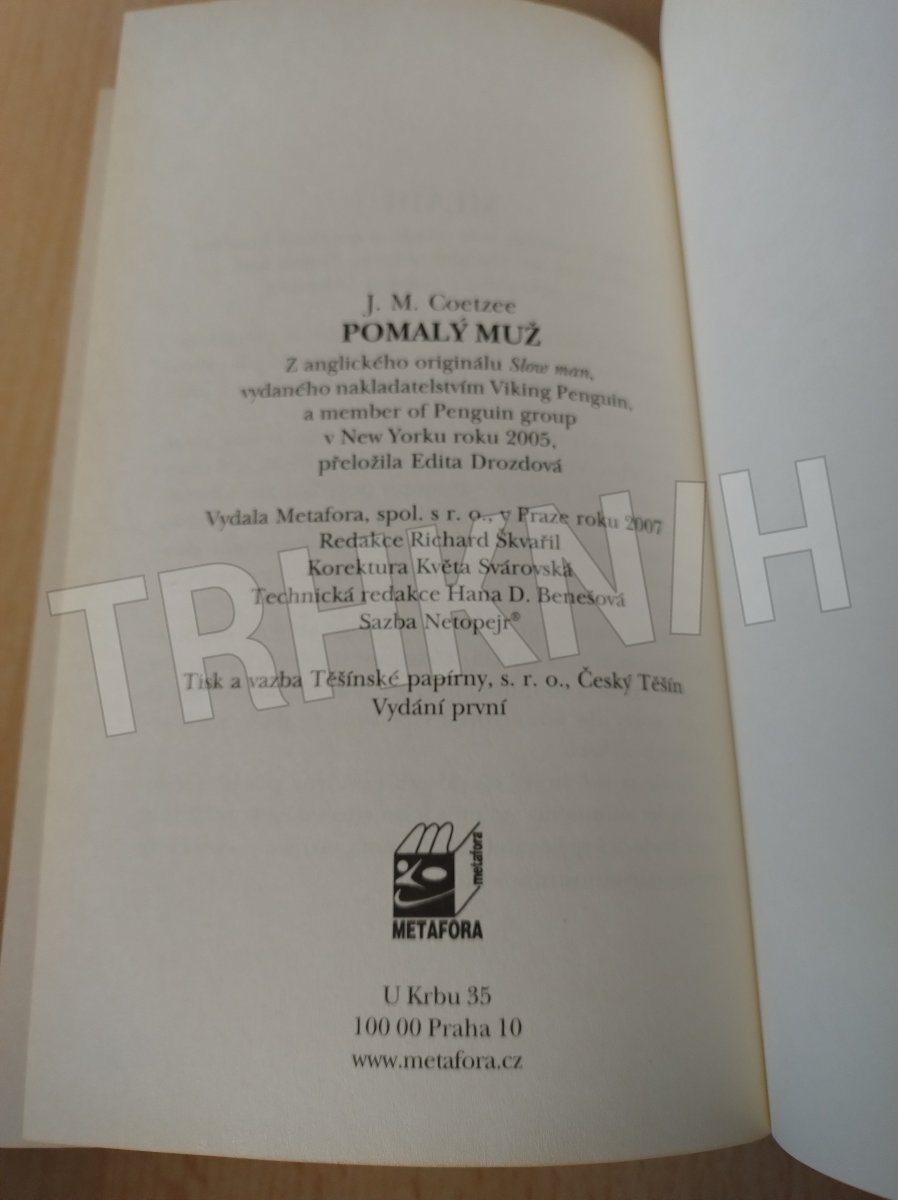 J. M. Coetzee
POMALÝ MUŽ
Z anglického originálu Slow man,
vydaného nakladatelstvím Viking Penguin,
a member of Penguin group
v New Yorku roku 2005,
přeložila Edita Drozdová
Vydala Metafora, spol. s r. o., v Praze roku 2007
Redakce Richard Škvařil
Korektura Květa Svárovská
Technická redakce Hana D. Benešová
Sazba Netopejr®
TRHKNIH
Tisk a vazba Těšínské papírny, s. r. o., Český Těšín
Vydání první
metafora
METAFORA
U Krbu 35
100 00 Praha 10
www.metafora.cz